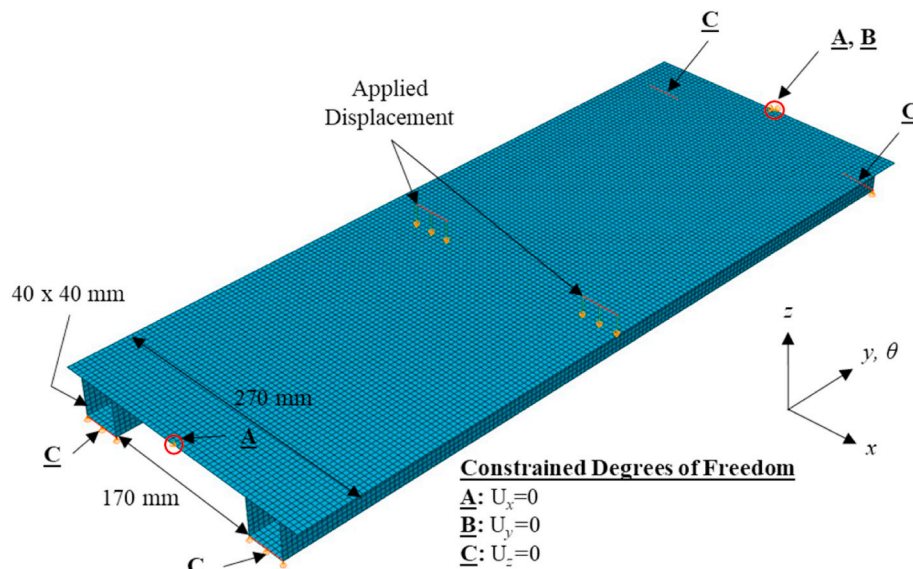 C
A, B
Applied
Displacement
C
40 x 40 mm
z
y, θ
270 mm
A
x
C
170 mm
Constrained Degrees of Freedom
A: Ux=0
B: Uy=0
C: Uz=0
C